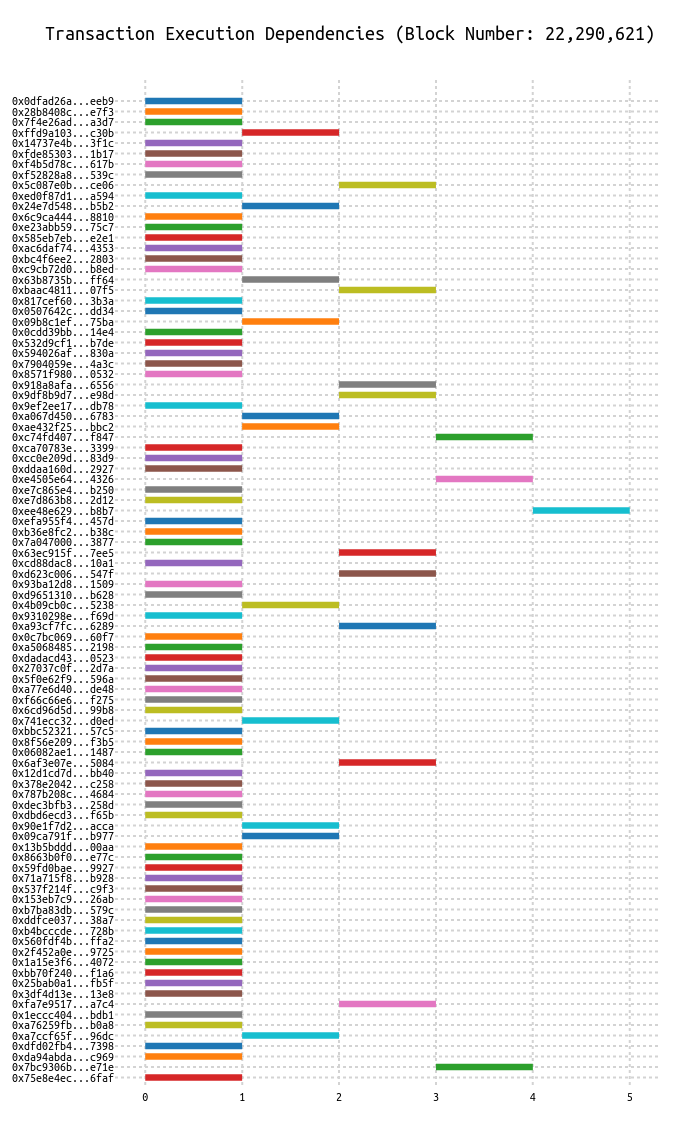 Transaction Execution Dependencies (Block Number: 22,290,621)
0x0dfad26a...eeb9
0x28b8408c...e7f3
0x7f4e26ad...a3d7
0xffd9a103...c30b
0x14737e4b...3f1c
0xfde85303...1b17
0xf4b5d78c...617b
0xf52828a8...539c
0x5c087e0b...ce06
0xed0f87d1...a594
0x24e7d548...b5b2
0x6c9ca444...8810
0xe23abb59...75c7
0x585eb7eb...e2e1
0xac6daf74...4353
0xbc4f6ee2...2803
0xc9cb72d0...b8ed
0x63b8735b...ff64
0xbaac4811...07f5
0x817cef60...3b3a
0x0507642c...dd34
0x09b8c1ef...75ba
0x0cdd39bb...14e4
0x532d9cf1...b7de
0x594026af...830a
0x7904059e...4a3c
0x8571f980...0532
0x918a8afa...6556
0x9df8b9d7...e98d
0x9ef2ee17...db78
0xa067d450...6783
0xae432f25...bbc2
0xc74fd407...f847
0xca70783e...3399
0xcc0e209d...83d9
0xddaa160d...2927
0xe4505e64...4326
0xe7c865e4...b250
0xe7d863b8...2d12
0xee48e629...b8b7
0xefa955f4...457d
0xb36e8fc2...b38c
0x7a047000...3877
0x63ec915f...7ee5
0xcd88dac8...10a1
0xd623c006...547f
0x93ba12d8...1509
0xd9651310...b628
0x4b09cb0c...5238
0x9310298e...f69d
0xa93cf7fc...6289
0x0c7bc069...60f7
0xa5068485...2198
0xdadacd43...0523
0x27037c0f...2d7a
0x5f0e62f9...596a
0xa77e6d40...de48
0xf66c66e6...f275
0x6cd96d5d...99b8
0x741ecc32...d0ed
0xbbc52321...57c5
0x8f56e209...f3b5
0x06082ae1...1487
0x6af3e07e...5084
0x12d1cd7d...bb40
0x378e2042...c258
0x787b208c...4684
0xdec3bfb3...258d
0xdbd6ecd3...f65b
0x90e1f7d2...acca
0x09ca791f...b977
0x13b5bddd...00aa
0x8663b0f0...e77c
0x59fd0bae...9927
0x71a715f8...b928
0x537f214f...c9f3
0x153eb7c9...26ab
0xb7ba83db...579c
0xddfce037...38a7
0xb4bcccde...728b
0x560fdf4b...ffa2
0x2f452a0e...9725
0x1a15e3f6...4072
0xbb70f240...f1a6
0x25bab0a1...fb5f
0x3df4d13e...13e8
0xfa7e9517...a7c4
0x1eccc404...bdb1
0xa76259fb...b0a8
0xa7ccf65f...96dc
0xdfd02fb4...7398
0xda94abda...c969
0x7bc9306b...e71e
0x75e8e4ec...6faf
0 1 2 3 4 5